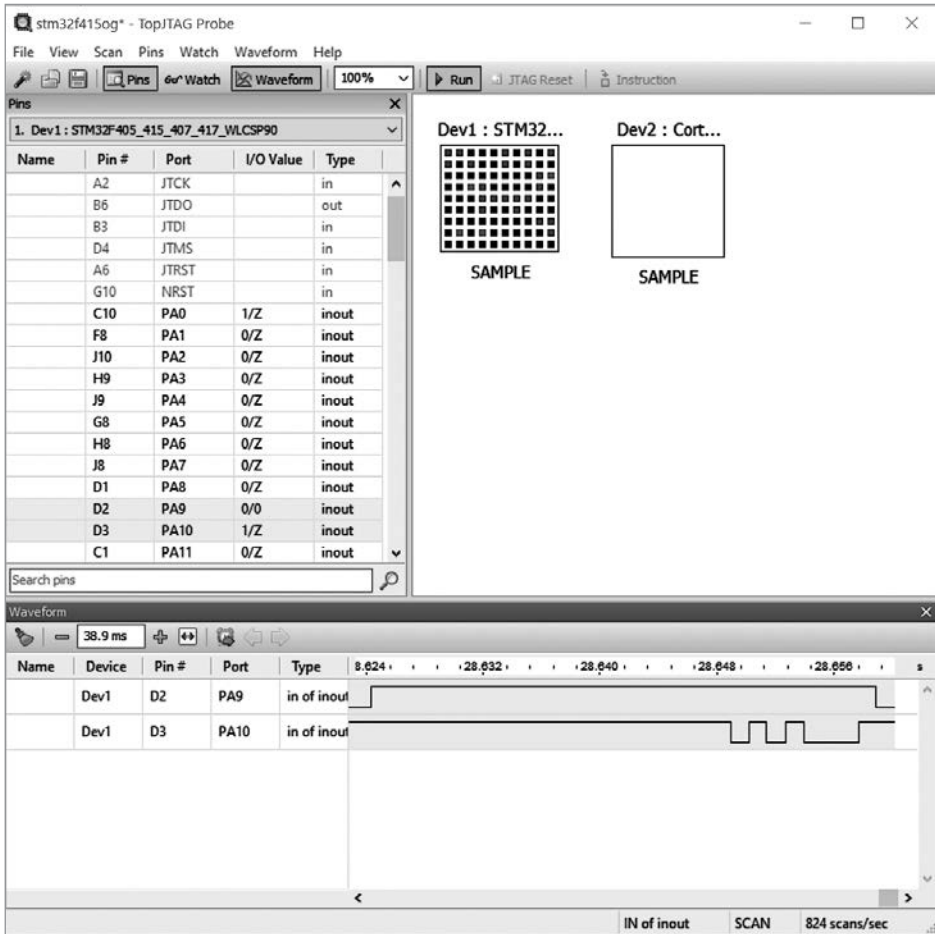 stm32f415og* - TopJTAG Probe
File View Scan Pins Watch Waveform Help
Pins Watch Waveform 100% Run JTAG Reset Instruction
Pins
1. Dev1 : STM32F405_415_407_417_WLCSP90
Name Pin # Port I/O Value Type
A2 JTCK in
B6 JTDO out
B3 JTDI in
D4 JTMS in
A6 JTRST in
G10 NRST in
C10 PA0 1/Z inout
F8 PA1 0/Z inout
J10 PA2 0/Z inout
H9 PA3 0/Z inout
J9 PA4 0/Z inout
G8 PA5 0/Z inout
H8 PA6 0/Z inout
J8 PA7 0/Z inout
D1 PA8 0/Z inout
D2 PA9 0/0 inout
D3 PA10 1/Z inout
C1 PA11 0/Z inout
Search pins
Dev1 : STM32... Dev2 : Cort...
SAMPLE SAMPLE
Waveform
38.9 ms
Name Device Pin # Port Type 8.624 28.632 28.640 28.648 28.656 s
Dev1 D2 PA9 in of inout
Dev1 D3 PA10 in of inout
IN of inout SCAN 824 scans/sec